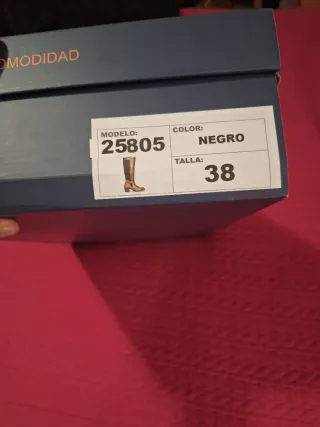 OMODIDAD
MODELO:
25805
COLOR:
NEGRO
TALLA:
38